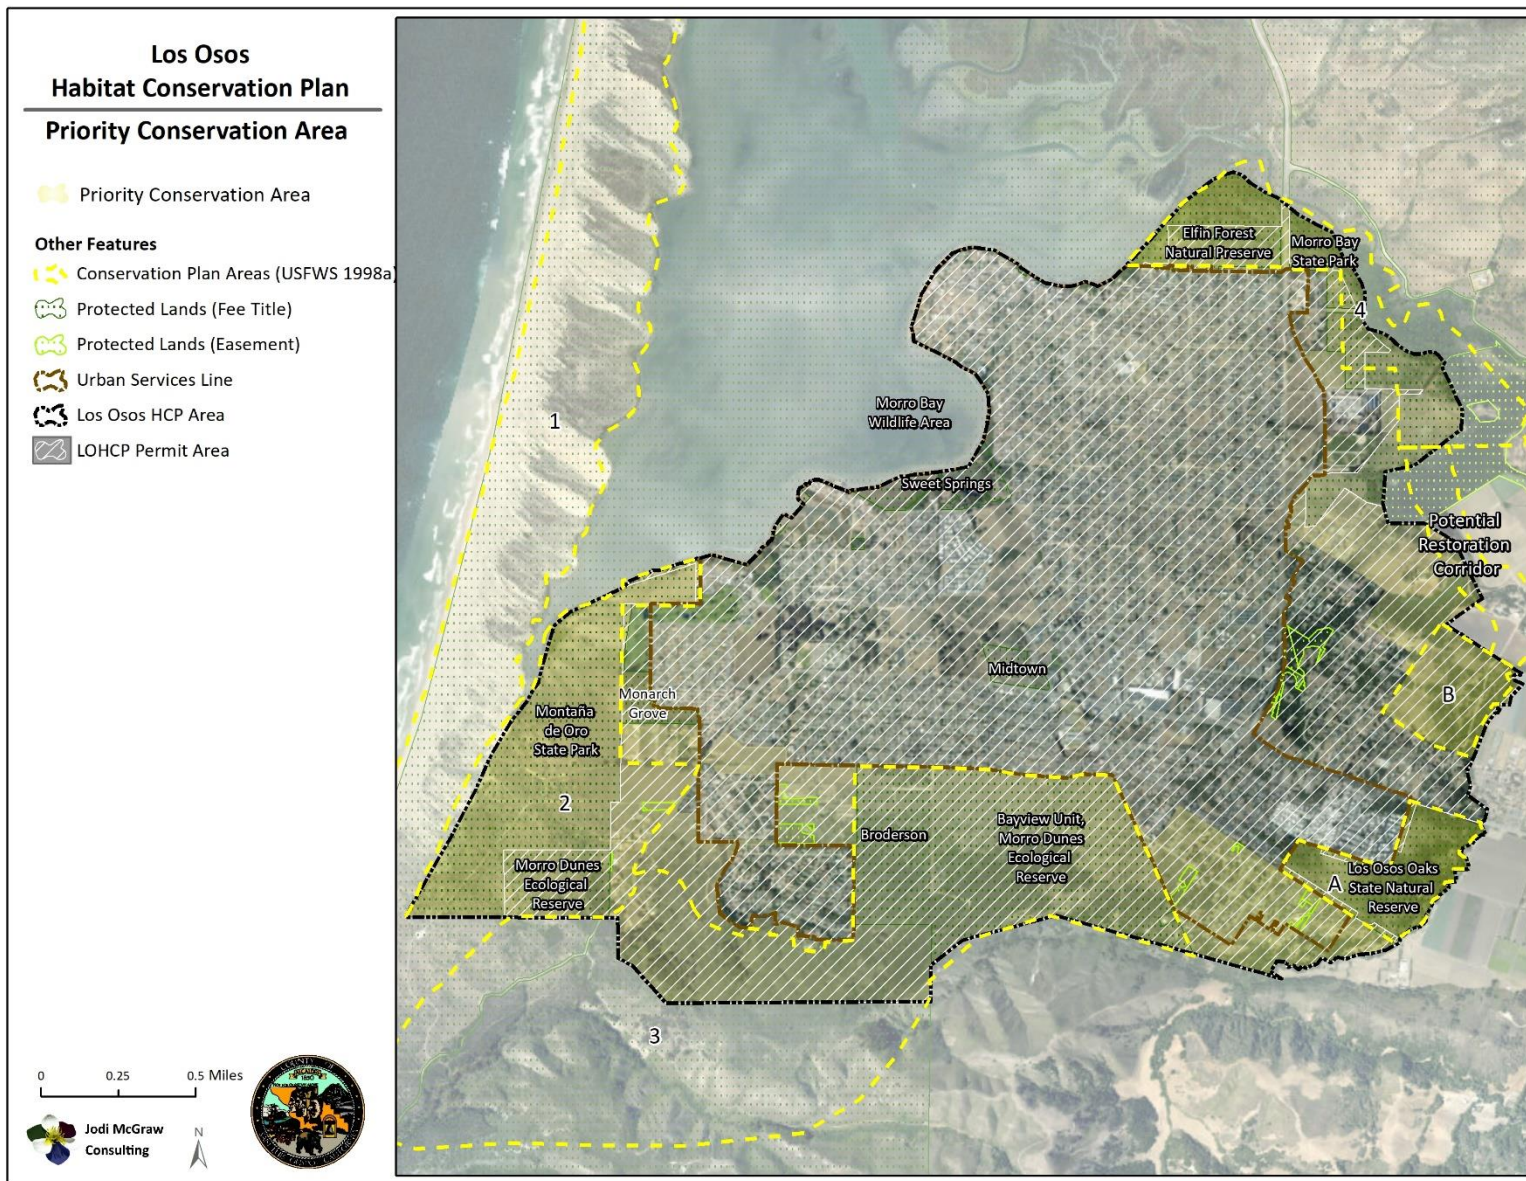 Los Osos
Habitat Conservation Plan
Priority Conservation Area
Priority Conservation Area
Other Features
Conservation Plan Areas (USFWS 1998a)
Protected Lands (Fee Title)
Protected Lands (Easement)
Urban Services Line
Los Osos HCP Area
LOHCP Permit Area
0 0.25 0.5 Miles
Jodi McGraw
Consulting
N
Elfin Forest
Natural Preserve
Morro Bay
State Park
4
1
Morro Bay
Wildlife Area
Sweet Springs
Potential
Restoration
Corridor
Midtown
Monarch
Grove
B
Montaña
de Oro
State Park
2
Broderson
Bayview Unit,
Morro Dunes
Ecological
Reserve
Morro Dunes
Ecological
Reserve
A
Los Osos Oaks
State Natural
Reserve
3